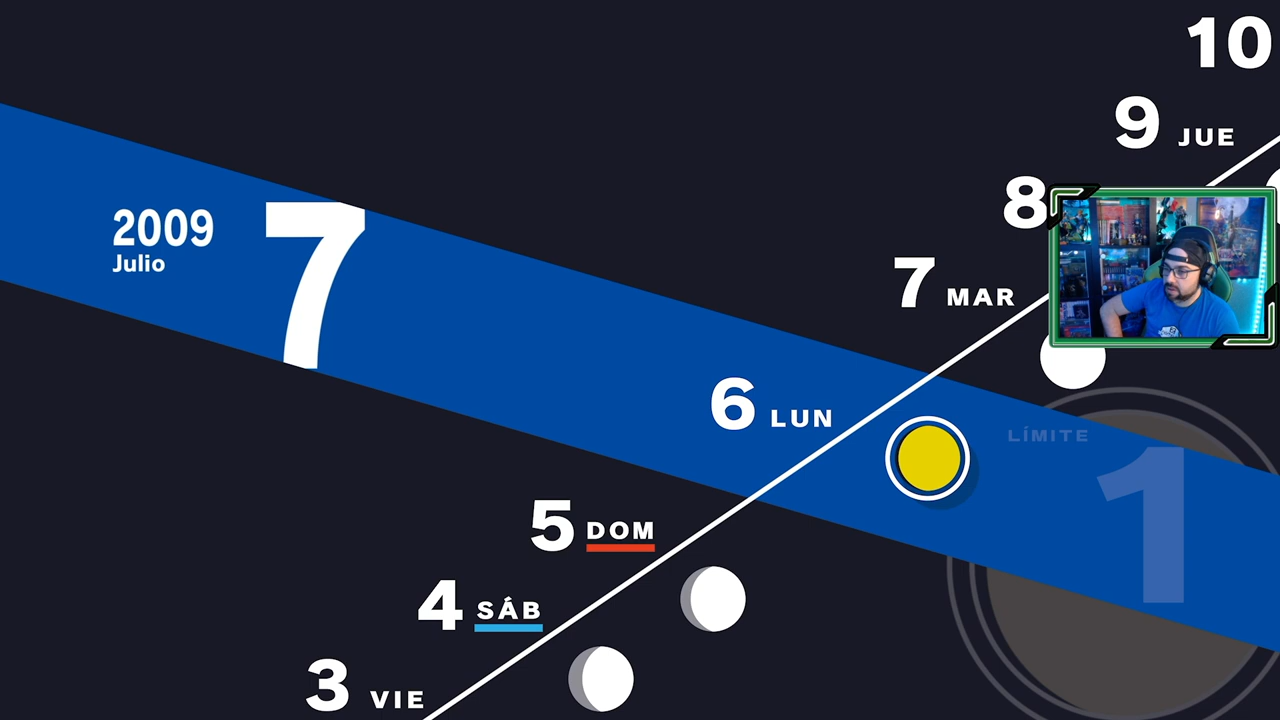 10
9 JUE
8
2009
Julio
7
7 MAR
6 LUN
LÍMITE
1
5 DOM
4 SÁB
3 VIE